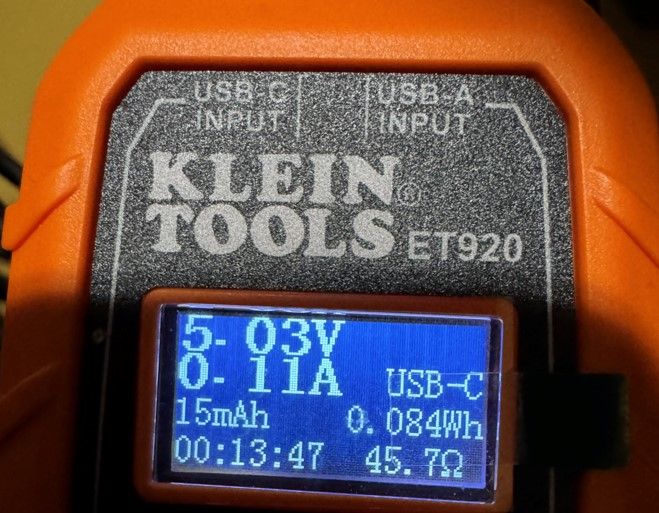 USB-C
INPUT
USB-A
INPUT
KLEIN
TOOLS®
ET920
5.03V
0.11A
USB-C
15mAh
0.084Wh
00:13:47
45.7Ω